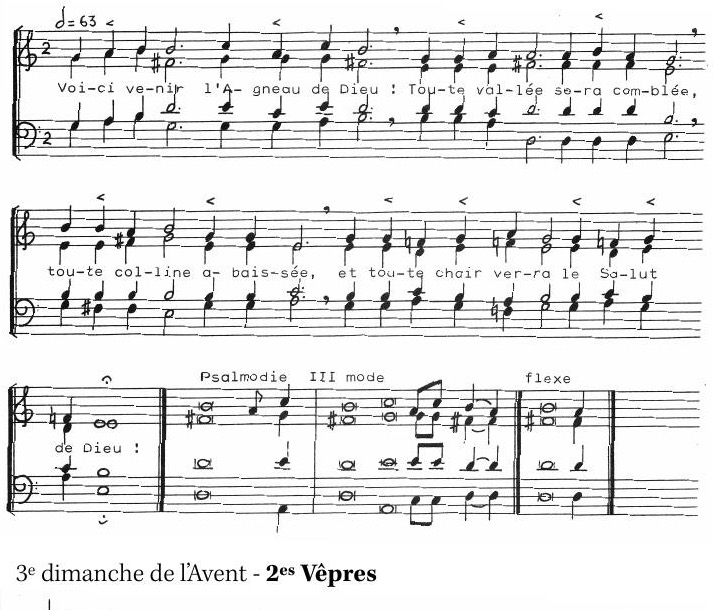 ♩=63
2
Voi-ci ve-nir l'A- gneau de Dieu : Tou-te val-lée se-ra com-blée,
2
tou-te col-line a- bais-sée, et tou-te chair ver-ra le Sa-lut
Psalmodie III mode flexe
de Dieu !
3e dimanche de l'Avent - 2es Vêpres